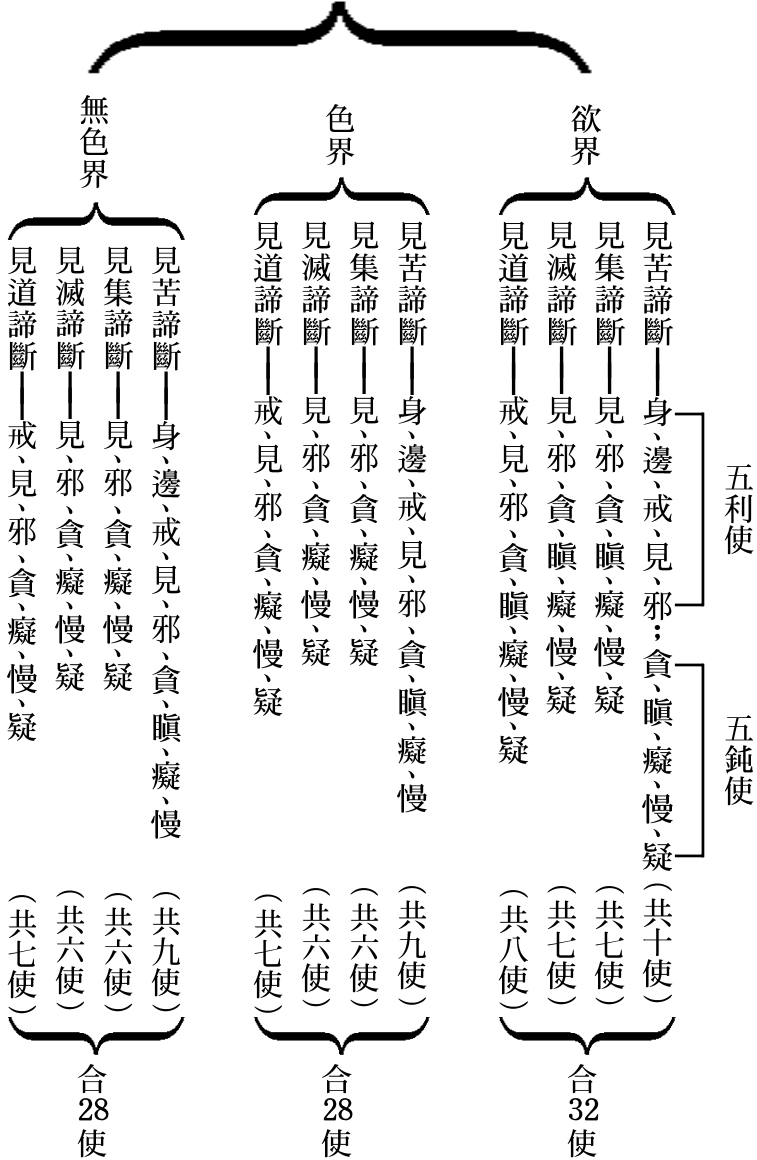 五利使
五鈍使
欲界
見苦諦斷——身、邊、戒、見、邪；貪、瞋、癡、慢、疑（共十使）
見集諦斷——見、邪、貪、瞋、癡、慢、疑（共七使）
見滅諦斷——見、邪、貪、瞋、癡、慢、疑（共七使）
見道諦斷——戒、見、邪、貪、瞋、癡、慢、疑（共八使）
合32使
色界
見苦諦斷——身、邊、戒、見、邪、貪、瞋、癡、慢（共九使）
見集諦斷——見、邪、貪、癡、慢、疑（共六使）
見滅諦斷——見、邪、貪、癡、慢、疑（共六使）
見道諦斷——戒、見、邪、貪、癡、慢、疑（共七使）
合28使
無色界
見苦諦斷——身、邊、戒、見、邪、貪、瞋、癡、慢（共九使）
見集諦斷——見、邪、貪、癡、慢、疑（共六使）
見滅諦斷——見、邪、貪、癡、慢、疑（共六使）
見道諦斷——戒、見、邪、貪、癡、慢、疑（共七使）
合28使